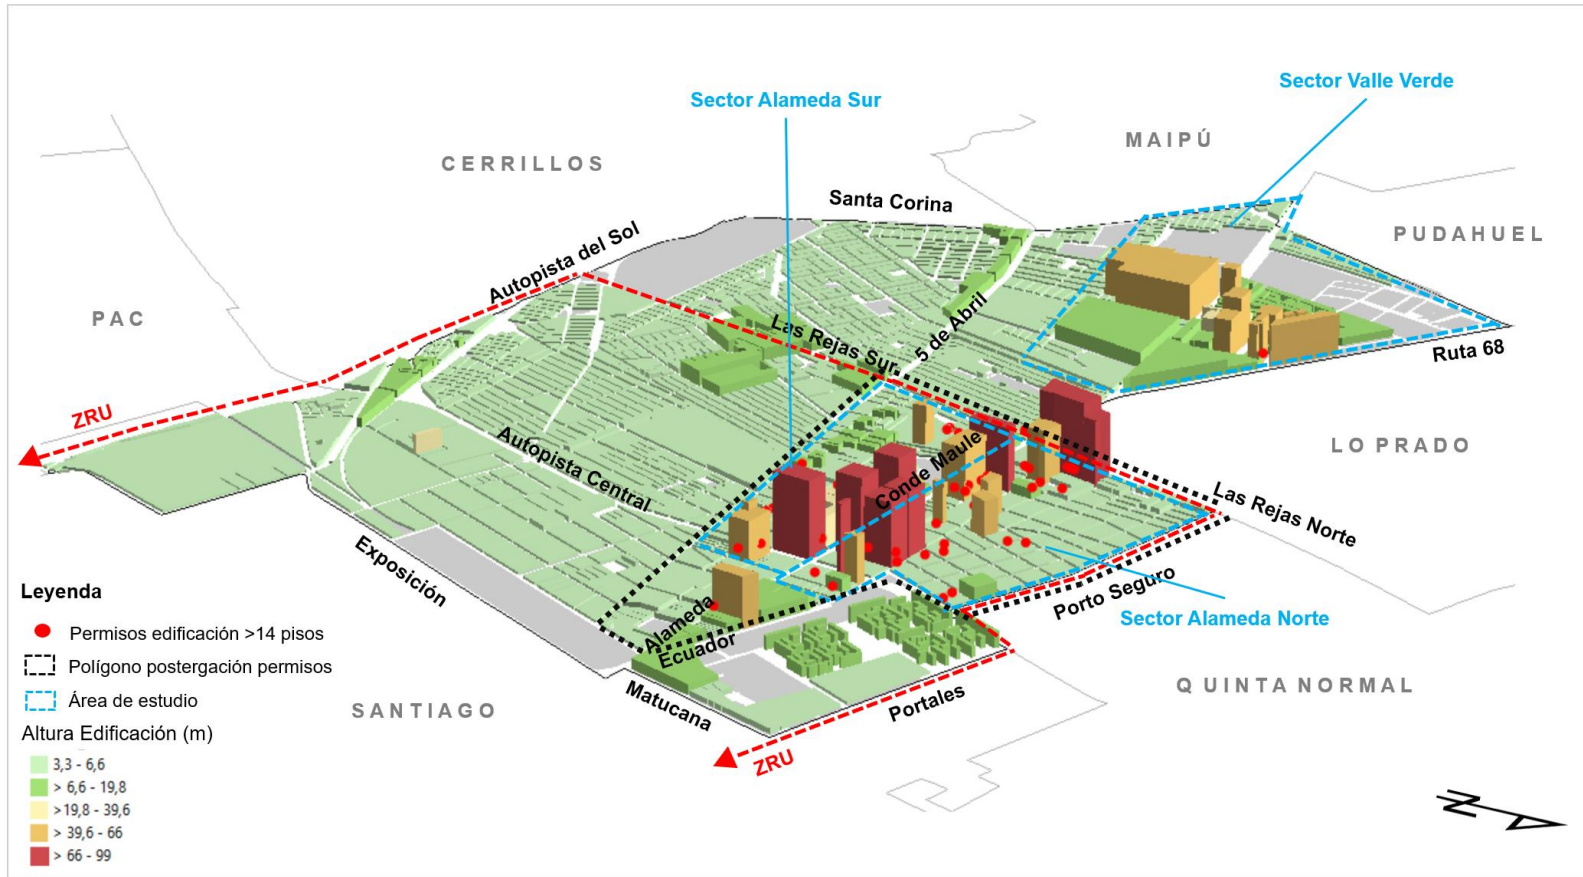 Sector Valle Verde
Sector Alameda Sur
MAIPÚ
CERRILLOS
Santa Corina
PUDAHUEL
Autopista del Sol
PAC
5 de Abril
Las Rejas Sur
Ruta 68
ZRU
LO PRADO
Autopista Central
Conde Maule
Las Rejas Norte
Exposición
Porto Seguro
Sector Alameda Norte
Alameda
Ecuador
QUINTA NORMAL
SANTIAGO
Matucana
Portales
ZRU
Leyenda
Permisos edificación >14 pisos
Polígono postergación permisos
Área de estudio
Altura Edificación (m)
3,3 - 6,6
> 6,6 - 19,8
>19,8 - 39,6
> 39,6 - 66
> 66 - 99
N